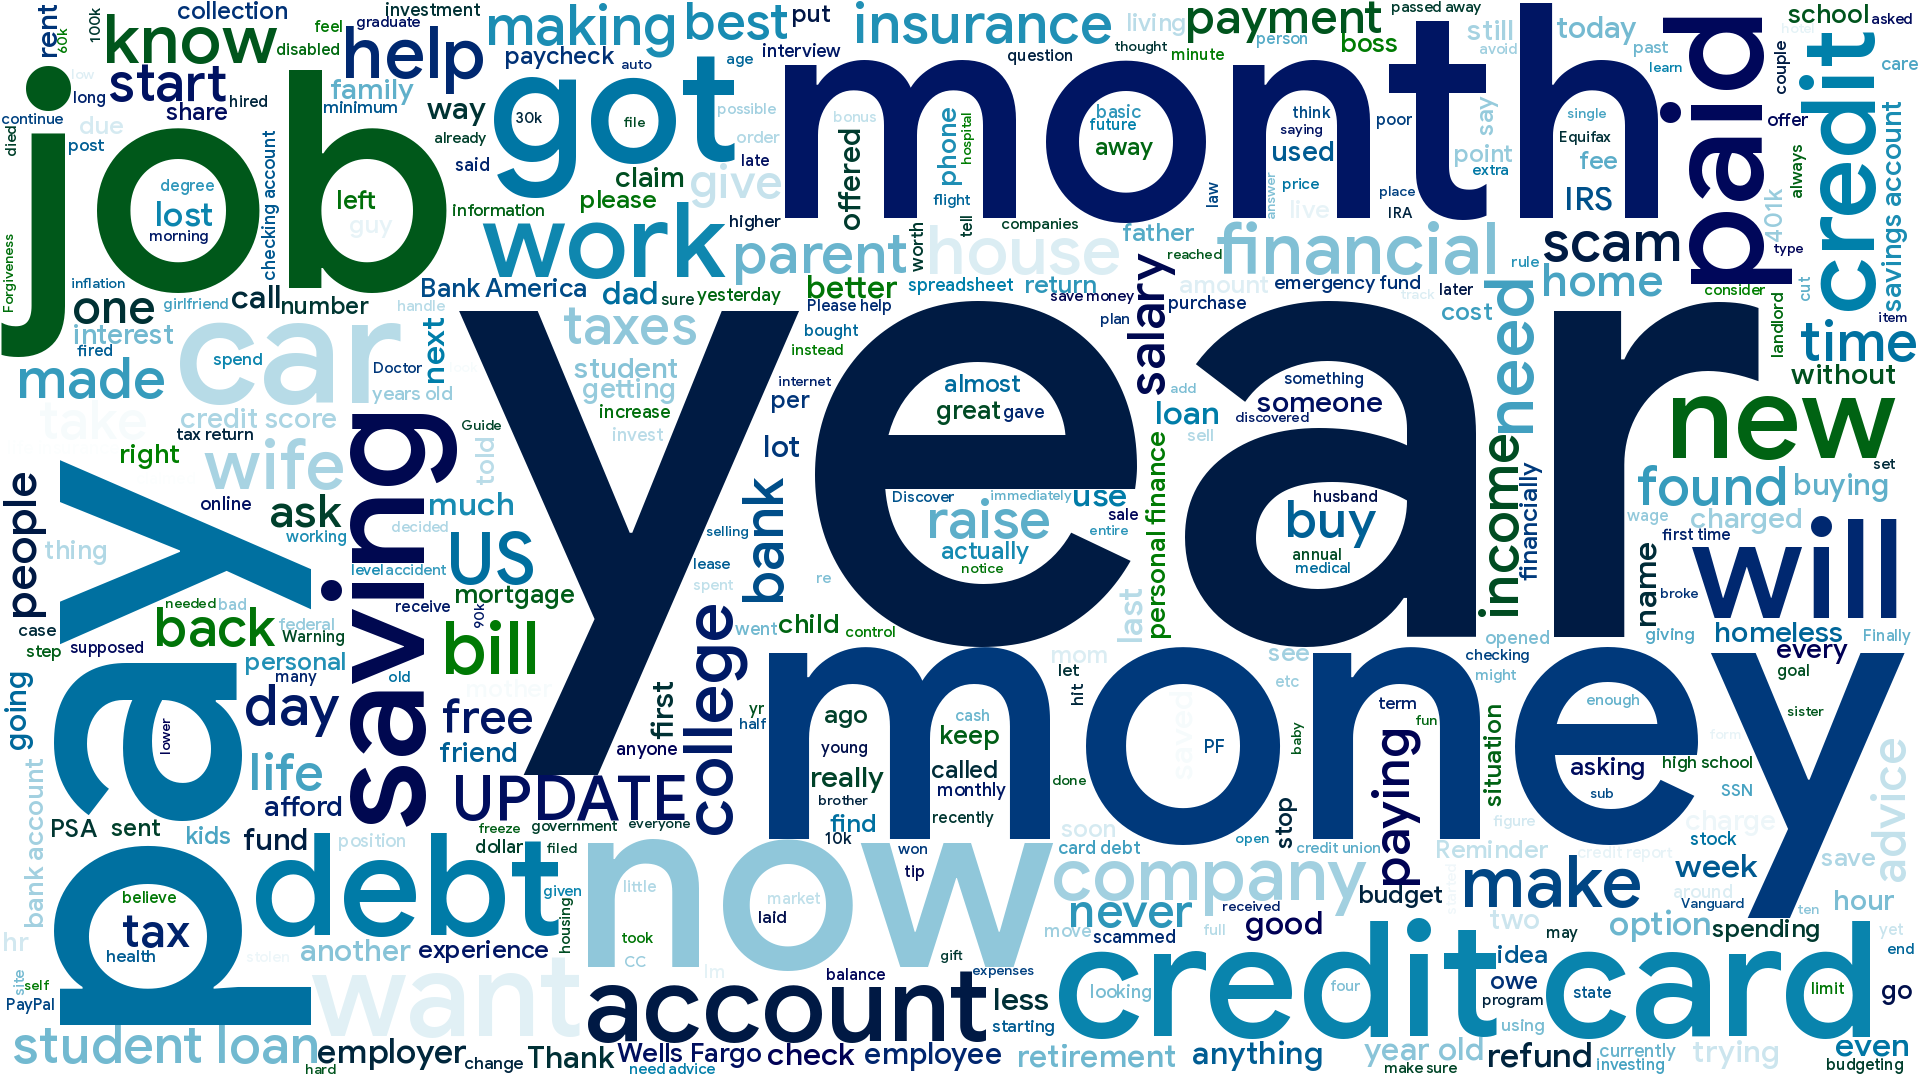 rent
60k
100k
collection
feel
graduate
investment
making
best
put
insurance
living
payment
passed away
still
today
school
asked
know
disabled
help
paycheck
interview
auto
age
question
thought
minute
person
boss
avoid
past
learn
hotel
couple
care
low
long
start
share
hired
family
minimum
way
already
said
got
30k
file
possible
order
late
bonus
month
phone
hospital
basic
future
away
think
saying
used
poor
say
point
extra
single
Equifax
fee
paid
offer
credit
continue
died
due
post
job
degree
lost
morning
left
guy
checking account
information
claim
please
give
higher
offered
flight
law
answer
price
live
place
IRA
IRS
always
savings account
401k
type
Forgiveness
inflation
one
girlfriend
call
number
handle
work
Bank America
dad
sure
yesterday
parent
better
Please help
worth
house
spreadsheet
tell
companies
return
father
reached
amount
save money
plan
purchase
financial
emergency fund
track
later
cost
rule
scam
home
consider
cut
item
landlord
time
without
interest
fired
made
car
spend
Doctor
years old
next
taxes
student
getting
increase
invest
bought
instead
internet
per
lot
year
almost
great
gave
salary
add
loan
sell
something
someone
discovered
need
new
set
take
credit score
tax return
right
wife
saving
Guide
told
bank
Discover
immediately
use
sale
entire
raise
actually
notice
personal finance
husband
buy
annual
medical
income
financially
found
buying
wage
charged
first time
people
online
ask
working
thing
much
decided
US
level
accident
mortgage
selling
lease
spent
re
will
name
broke
pay
needed
bad
federal
back
Warning
receive
90k
case
step
supposed
bill
college
went
child
control
last
opened
giving
homeless
Finally
every
going
personal
many
old
mother
day
free
first
yr
half
mom
let
hit
see
etc
checking
might
goal
lower
life
friend
anyone
money
ago
young
cash
keep
saved
PF
baby
term
fun
enough
sister
form
bank account
afford
UPDATE
really
called
monthly
done
brother
find
recently
paying
situation
asking
sub
high school
SSN
advice
PSA
sent
kids
fund
position
freeze
government
everyone
dollar
filed
10k
won
tip
soon
card debt
open
stop
credit union
figure
charge
Reminder
credit report
stock
week
save
believe
tax
health
debt
given
now
little
market
laid
company
never
received
good
budget
make
started
around
Vanguard
two
ten
hour
hr
another
stolen
experience
housing
took
CC
Im
gift
move
scammed
full
may
option
spending
yet
end
site
self
PayPal
want
account
balance
expenses
less
starting
credit card
looking
four
idea
owe
program
using
state
limit
go
student loan
hard
employer
change
Thank
Wells Fargo
need advice
check
employee
retirement
anything
year old
make sure
refund
currently
investing
trying
even
budgeting